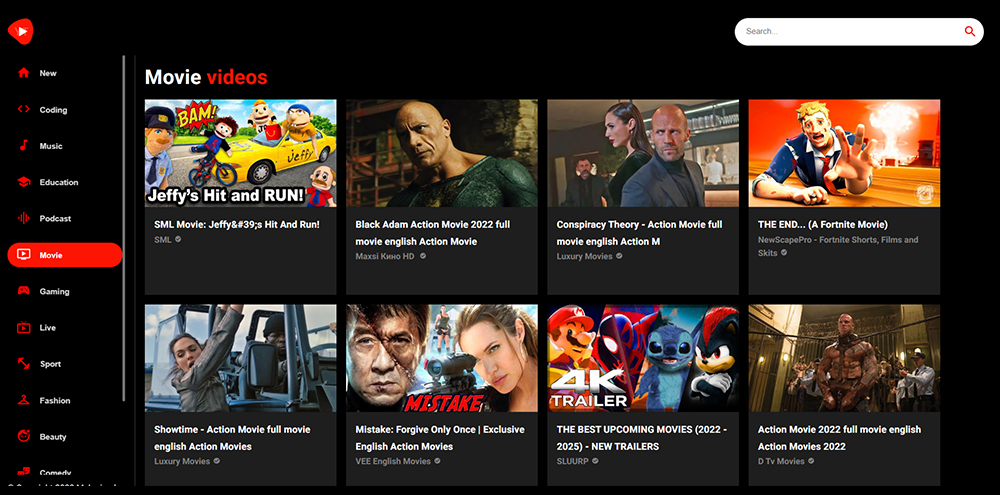 Search...
New
Coding
Music
Education
Podcast
Movie
Gaming
Live
Sport
Fashion
Beauty
Comedy
Movie videos
BAM!
Jeffy
Jeffy's Hit and RUN!
SML Movie: Jeffy&#39;s Hit And Run!
SML
Black Adam Action Movie 2022 full
movie english Action Movie
Maxsi Кино HD
Conspiracy Theory - Action Movie full
movie english Action M
Luxury Movies
THE END... (A Fortnite Movie)
NewScapePro - Fortnite Shorts, Films and
Skits
Showtime - Action Movie full movie
english Action Movies
Luxury Movies
MISTAKE
Mistake: Forgive Only Once | Exclusive
English Action Movies
VEE English Movies
4K
TRAILER
THE BEST UPCOMING MOVIES (2022 -
2025) - NEW TRAILERS
SLUURP
Action Movie 2022 full movie english
Action Movies 2022
D Tv Movies